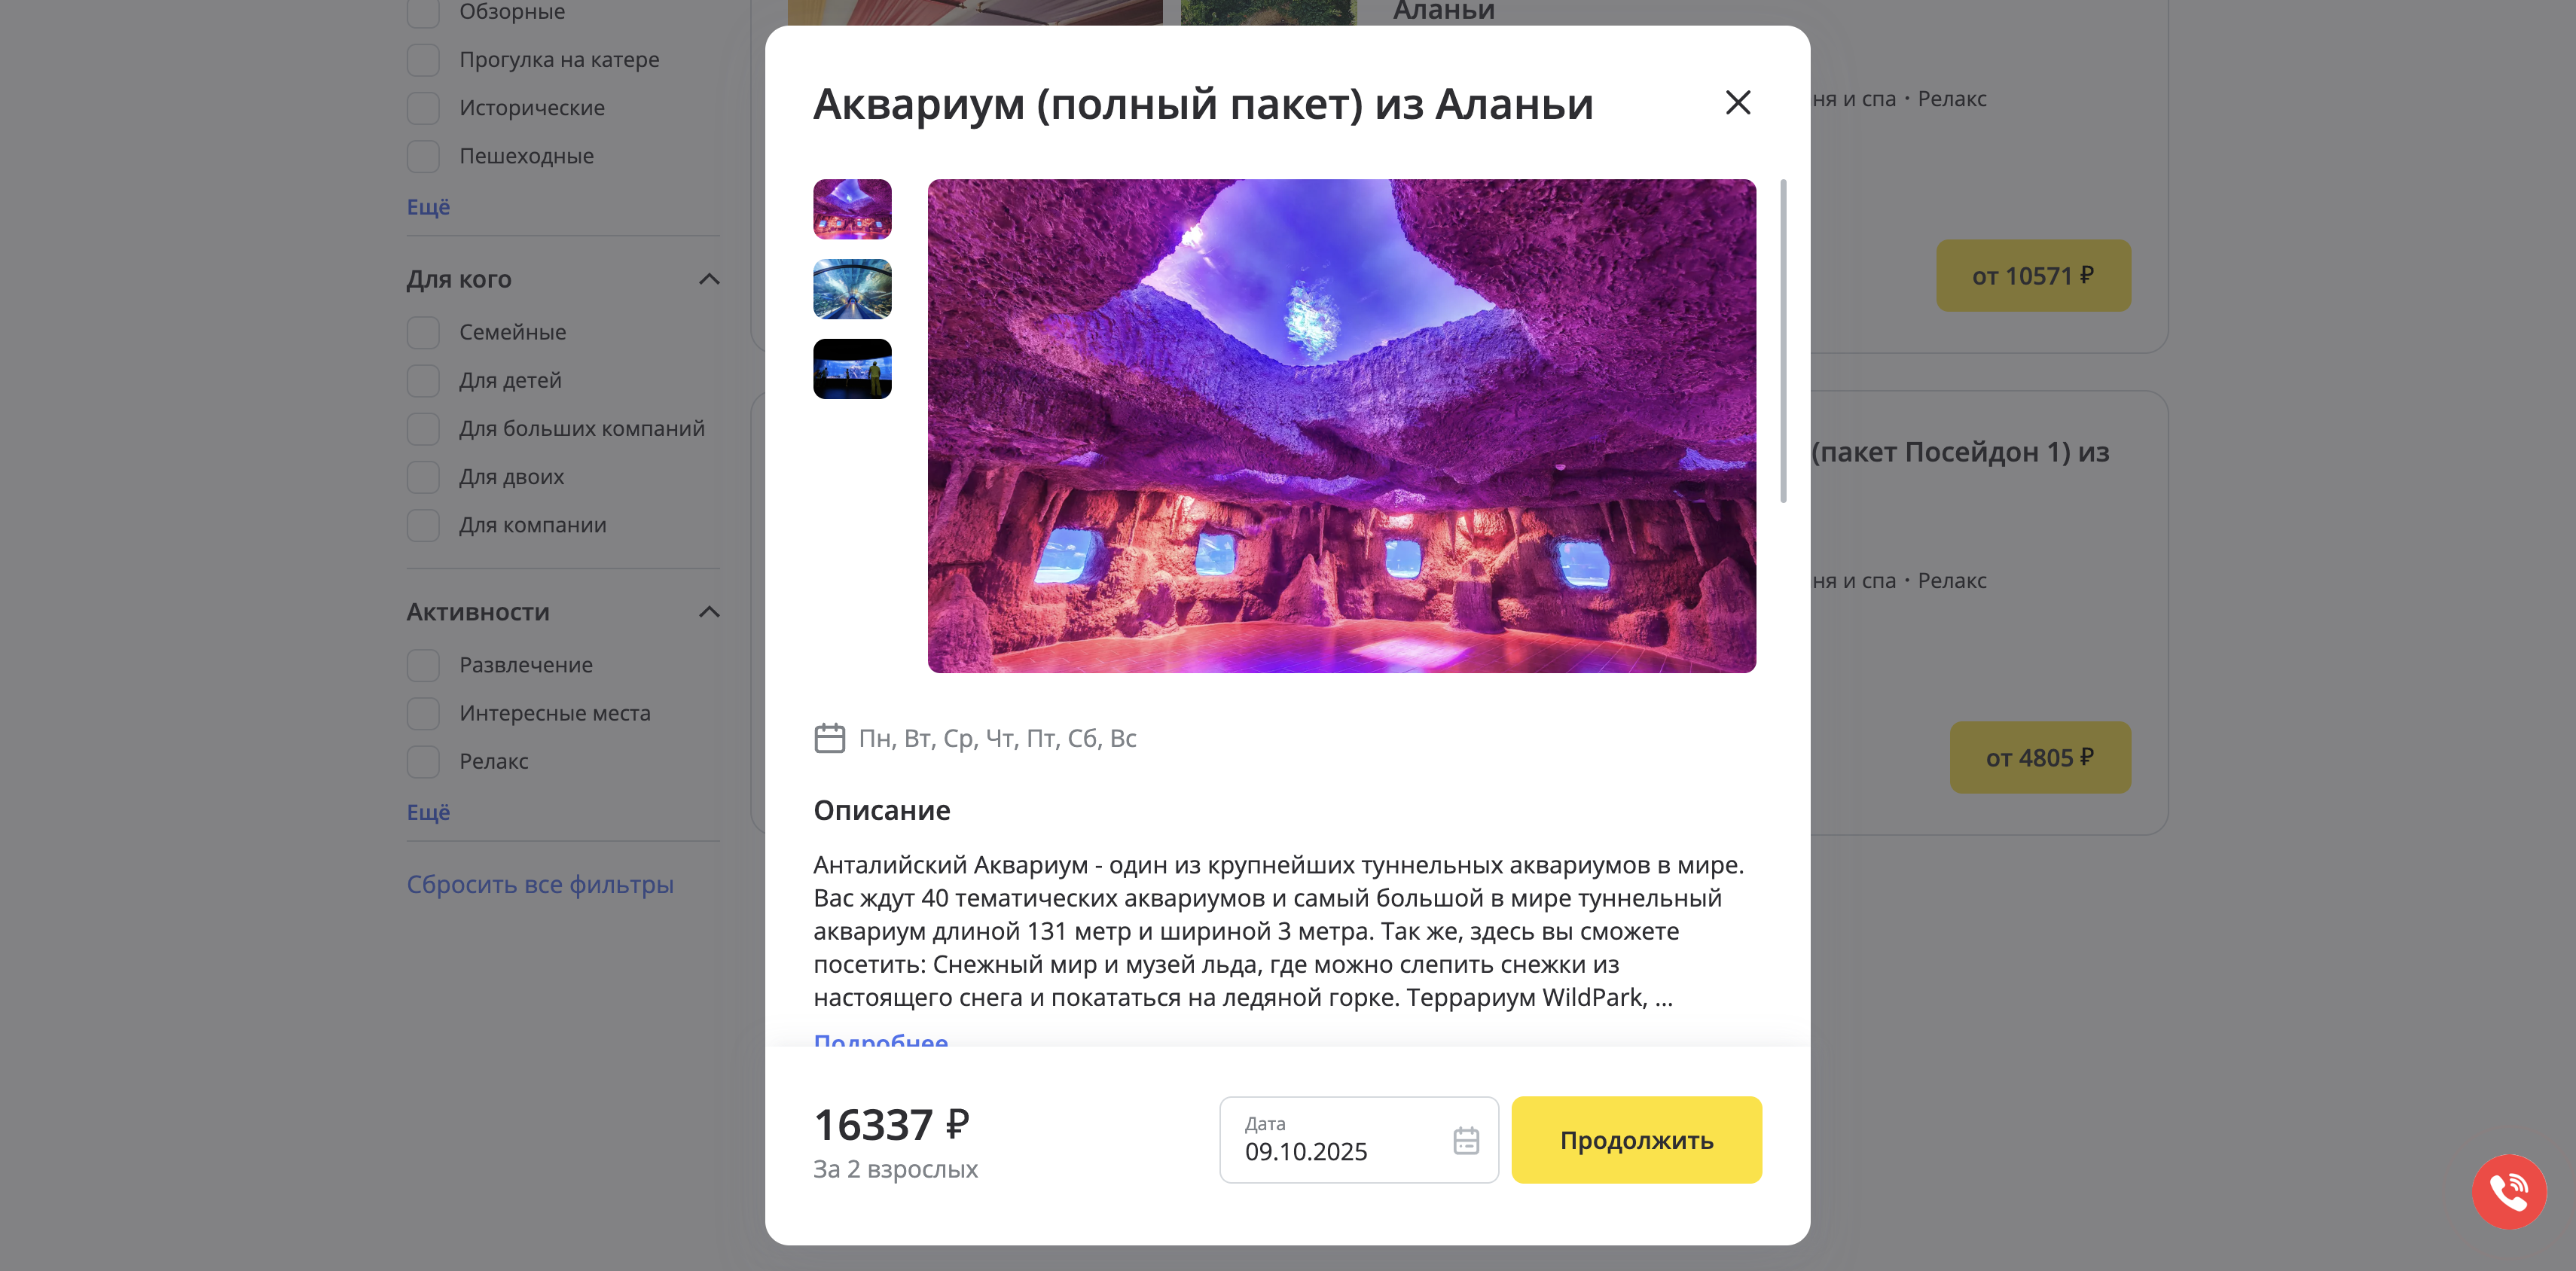 Обзорные
Прогулка на катере
Исторические
Пешеходные
Ещё
Для кого
Семейные
Для детей
Для больших компаний
Для двоих
Для компании
Активности
Развлечение
Интересные места
Релакс
Ещё
Сбросить все фильтры
Аланьи
ня и спа • Релакс
от 10571 ₽
(пакет Посейдон 1) из
ня и спа • Релакс
от 4805 ₽
Аквариум (полный пакет) из Аланьи
Пн, Вт, Ср, Чт, Пт, Сб, Вс
Описание
Анталийский Аквариум - один из крупнейших туннельных аквариумов в мире.
Вас ждут 40 тематических аквариумов и самый большой в мире туннельный
аквариум длиной 131 метр и шириной 3 метра. Так же, здесь вы сможете
посетить: Снежный мир и музей льда, где можно слепить снежки из
настоящего снега и покататься на ледяной горке. Террариум WildPark, ...
Подробнее
16337 ₽
За 2 взрослых
Дата
09.10.2025
Продолжить